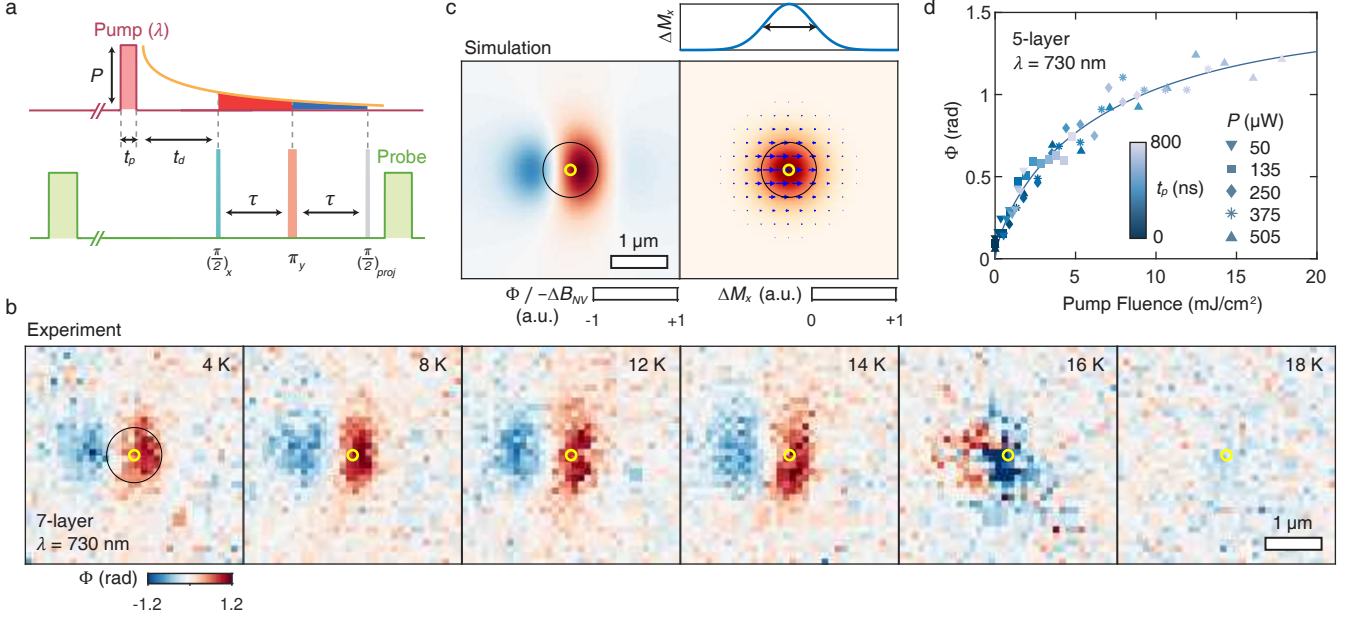 a
Pump (λ)
P
t_p
t_d
Probe
τ
τ
(π/2)_x
π_y
(π/2)_proj
c
Simulation
ΔM_x
1 µm
Φ / −ΔB_NV
(a.u.)
-1
+1
ΔM_x (a.u.)
0
+1
d
5-layer
λ = 730 nm
Φ (rad)
1.5
1
0.5
0
0
5
10
15
20
Pump Fluence (mJ/cm²)
800
t_p (ns)
0
P (µW)
50
135
250
375
505
b
Experiment
4 K
8 K
12 K
14 K
16 K
18 K
7-layer
λ = 730 nm
1 µm
Φ (rad)
-1.2
1.2